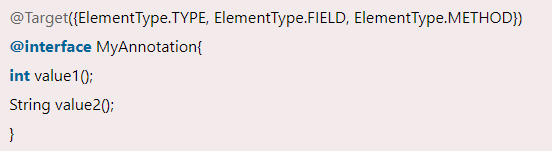 @Target({ElementType.TYPE, ElementType.FIELD, ElementType.METHOD})
@interface MyAnnotation{
int value1();
String value2();
}